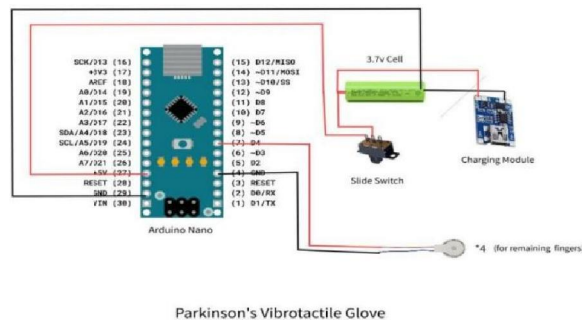 3.7v Cell
SCK/D13 (16)
+3V3 (17)
AREF (18)
A0/D14 (19)
A1/D15 (20)
A2/D16 (21)
A3/D17 (22)
SDA/A4/D18 (23)
SCL/A5/D19 (24)
A6/D20 (25)
A7/D21 (26)
+5V (27)
RESET (28)
GND (29)
VIN (30)
(15) D12/MISO
(14) ~D11/MOSI
(13) ~D10/SS
(12) ~D9
(11) D8
(10) D7
(9) ~D6
(8) ~D5
(7) D4
(6) ~D3
(5) D2
(4) GND
(3) RESET
(2) D0/RX
(1) D1/TX
Arduino Nano
Slide Switch
Charging Module
*4 (for remaining fingers)
Parkinson's Vibrotactile Glove